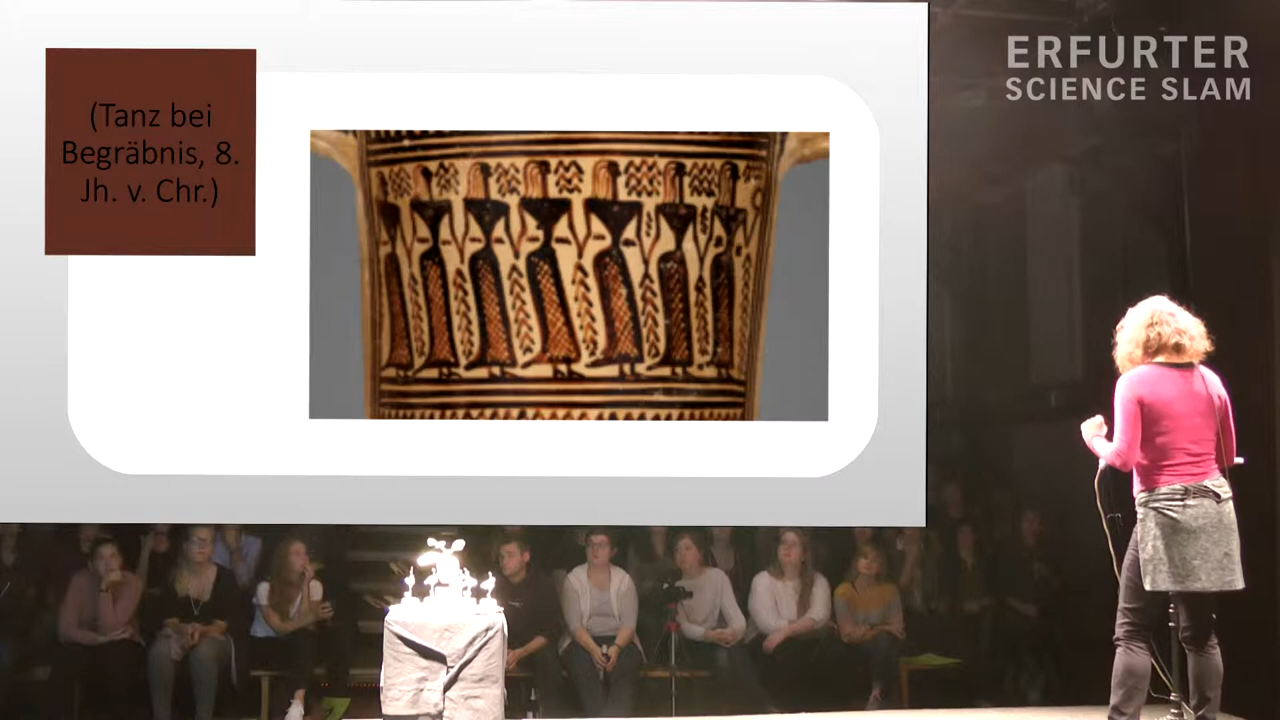 (Tanz bei
Begräbnis, 8.
Jh. v. Chr.)
ERFURTER
SCIENCE SLAM